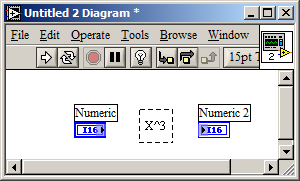 Untitled 2 Diagram *
File Edit Operate Tools Browse Window
15pt
2
Numeric Numeric 2
I16 X^3 I16